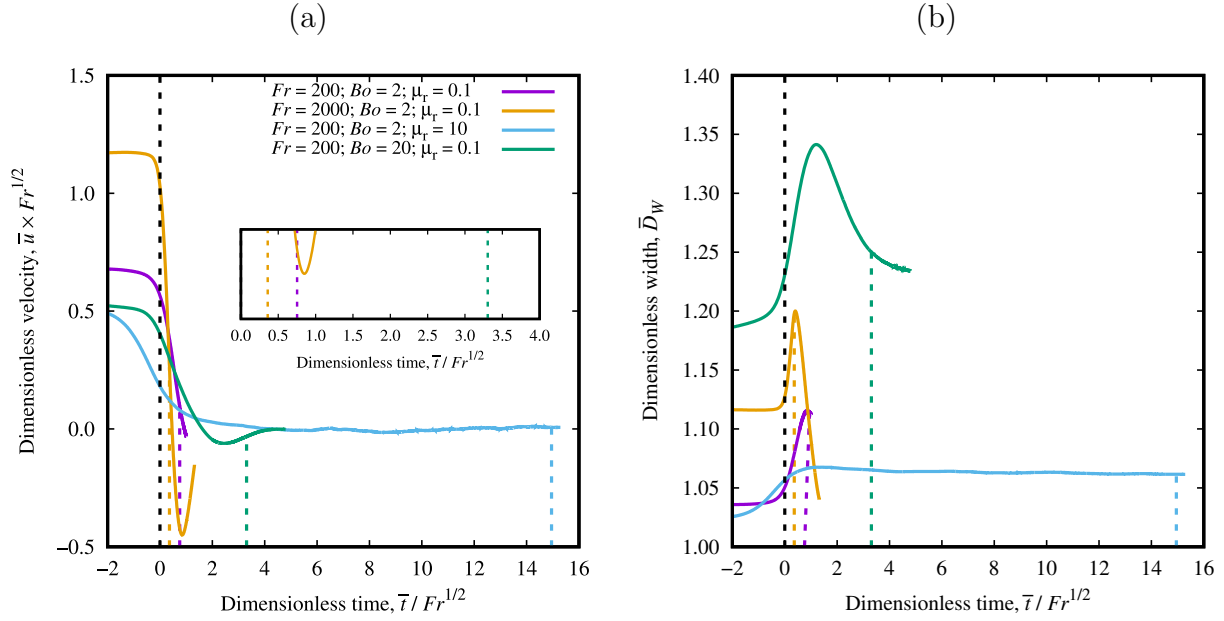 (a)
1.5
1.0
0.5
0.0
−0.5
Dimensionless velocity, u̅ × Fr^1/2
Fr = 200; Bo = 2; μ_r = 0.1
Fr = 2000; Bo = 2; μ_r = 0.1
Fr = 200; Bo = 2; μ_r = 10
Fr = 200; Bo = 20; μ_r = 0.1
0.0 0.5 1.0 1.5 2.0 2.5 3.0 3.5 4.0
Dimensionless time, t̅ / Fr^1/2
−2 0 2 4 6 8 10 12 14 16
Dimensionless time, t̅ / Fr^1/2
(b)
1.40
1.35
1.30
1.25
1.20
1.15
1.10
1.05
1.00
Dimensionless width, D̅_W
−2 0 2 4 6 8 10 12 14 16
Dimensionless time, t̅ / Fr^1/2